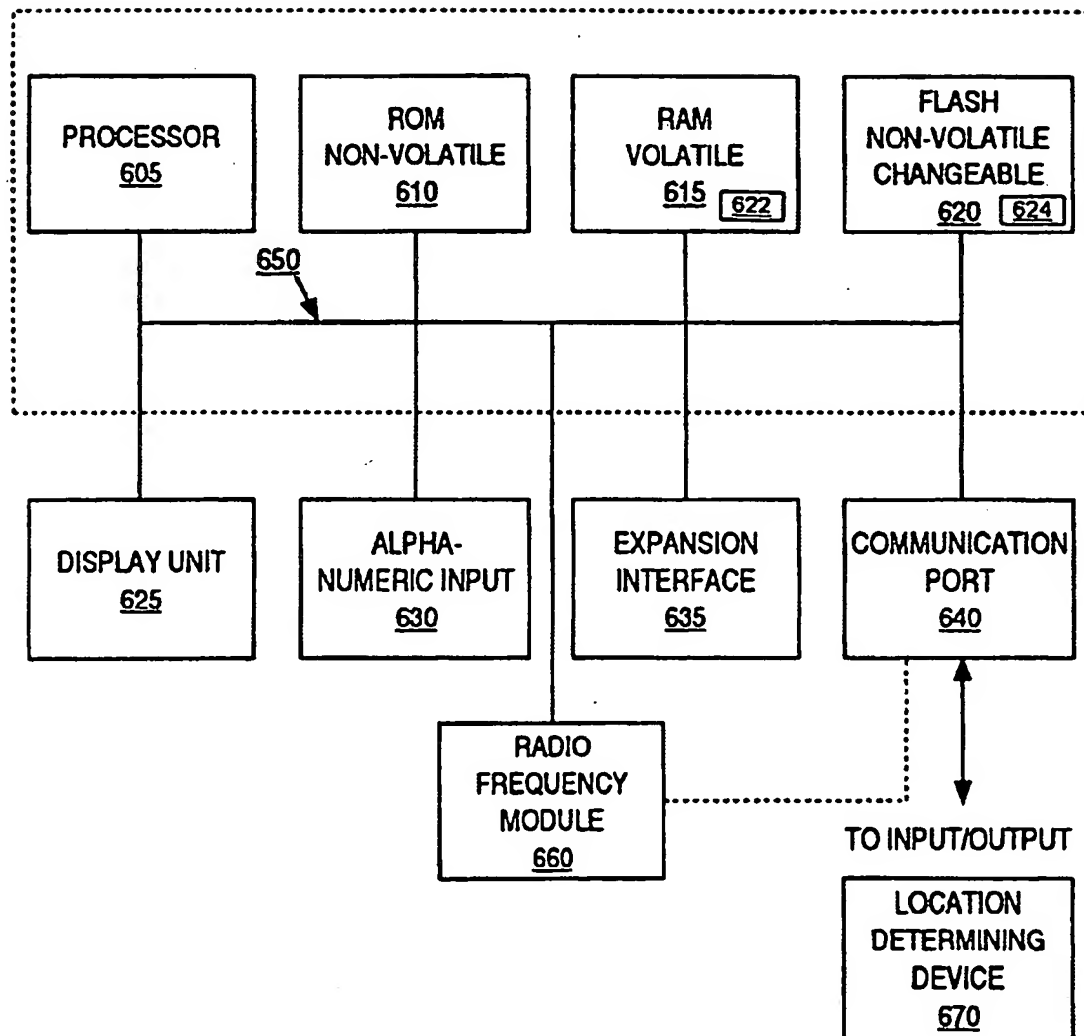 PROCESSOR
605
ROM
NON-VOLATILE
610
RAM
VOLATILE
615
622
FLASH
NON-VOLATILE
CHANGEABLE
620
624
650
DISPLAY UNIT
625
ALPHA-
NUMERIC INPUT
630
EXPANSION
INTERFACE
635
COMMUNICATION
PORT
640
RADIO
FREQUENCY
MODULE
660
TO INPUT/OUTPUT
LOCATION
DETERMINING
DEVICE
670